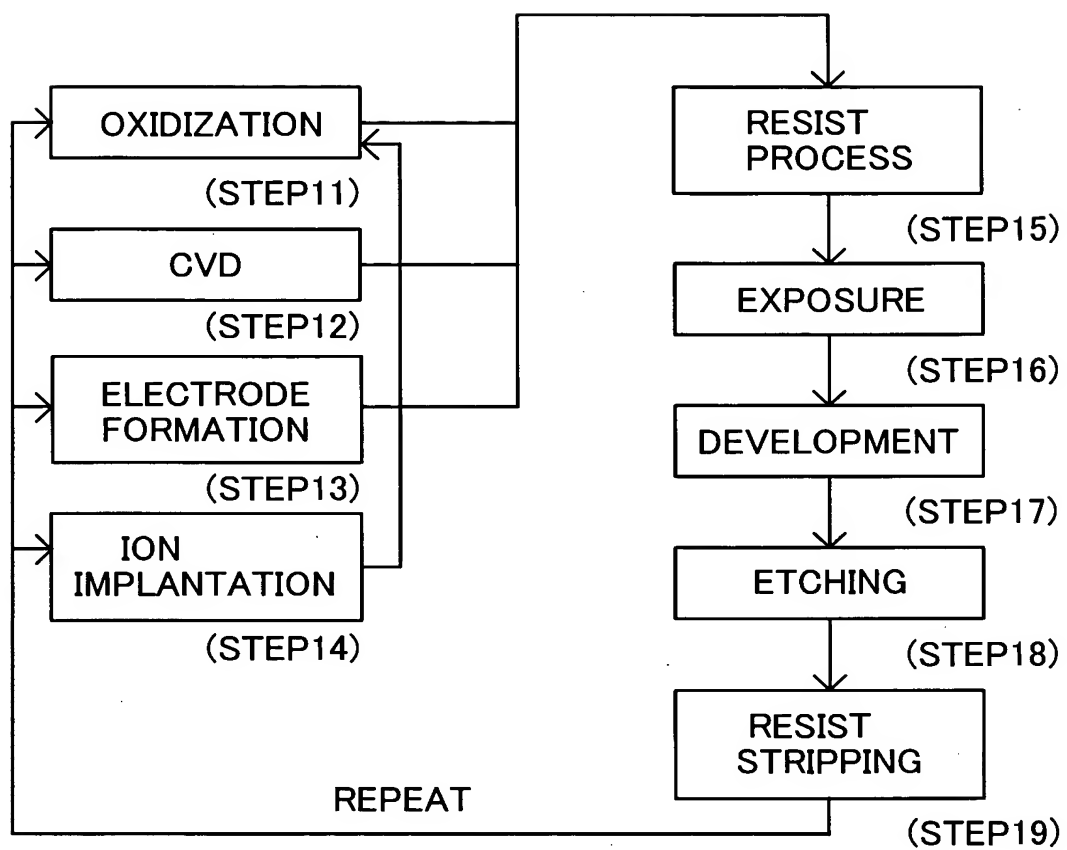 OXIDIZATION
(STEP11)
CVD
(STEP12)
ELECTRODE
FORMATION
(STEP13)
ION
IMPLANTATION
(STEP14)
RESIST
PROCESS
(STEP15)
EXPOSURE
(STEP16)
DEVELOPMENT
(STEP17)
ETCHING
(STEP18)
RESIST
STRIPPING
(STEP19)
REPEAT